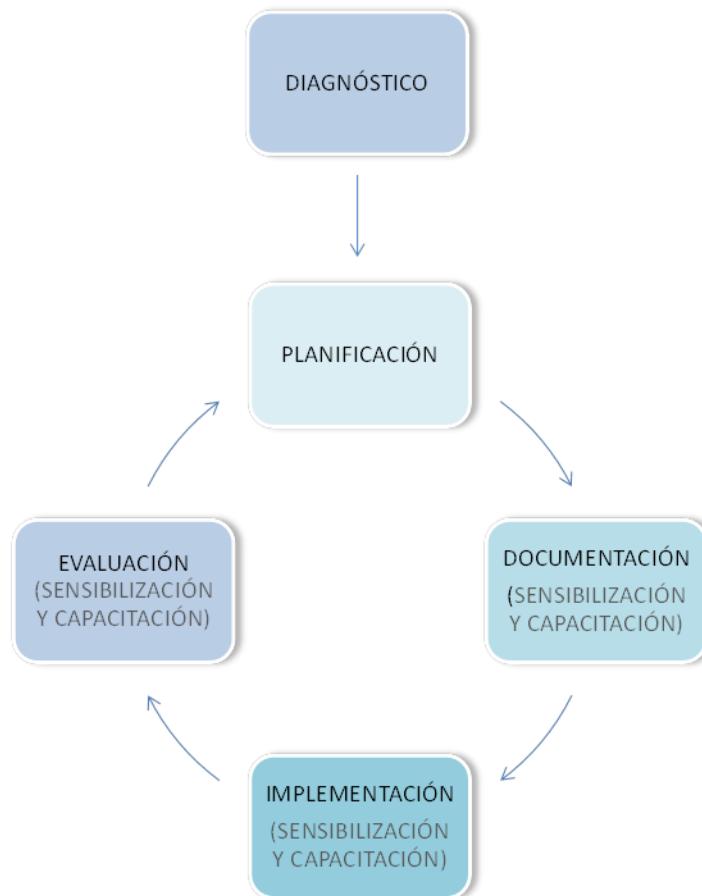 DIAGNÓSTICO
PLANIFICACIÓN
DOCUMENTACIÓN
(SENSIBILIZACIÓN
Y CAPACITACIÓN)
IMPLEMENTACIÓN
(SENSIBILIZACIÓN
Y CAPACITACIÓN)
EVALUACIÓN
(SENSIBILIZACIÓN
Y CAPACITACIÓN)